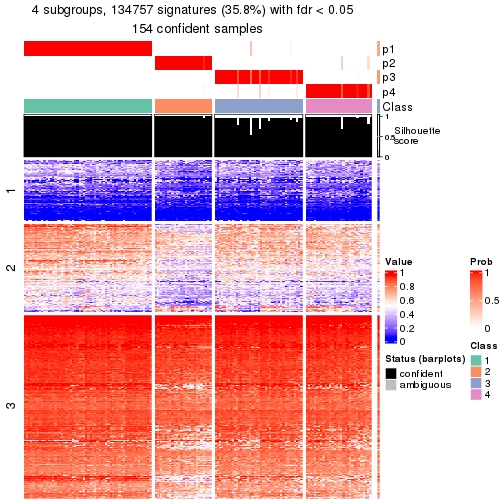 4 subgroups, 134757 signatures (35.8%) with fdr < 0.05
154 confident samples
p1
p2
p3
p4
Class
1
0.5
0
Silhouette
score
1
2
3
Value
1
0.8
0.6
0.4
0.2
0
Prob
1
0.5
0
Status (barplots)
confident
ambiguous
Class
1
2
3
4